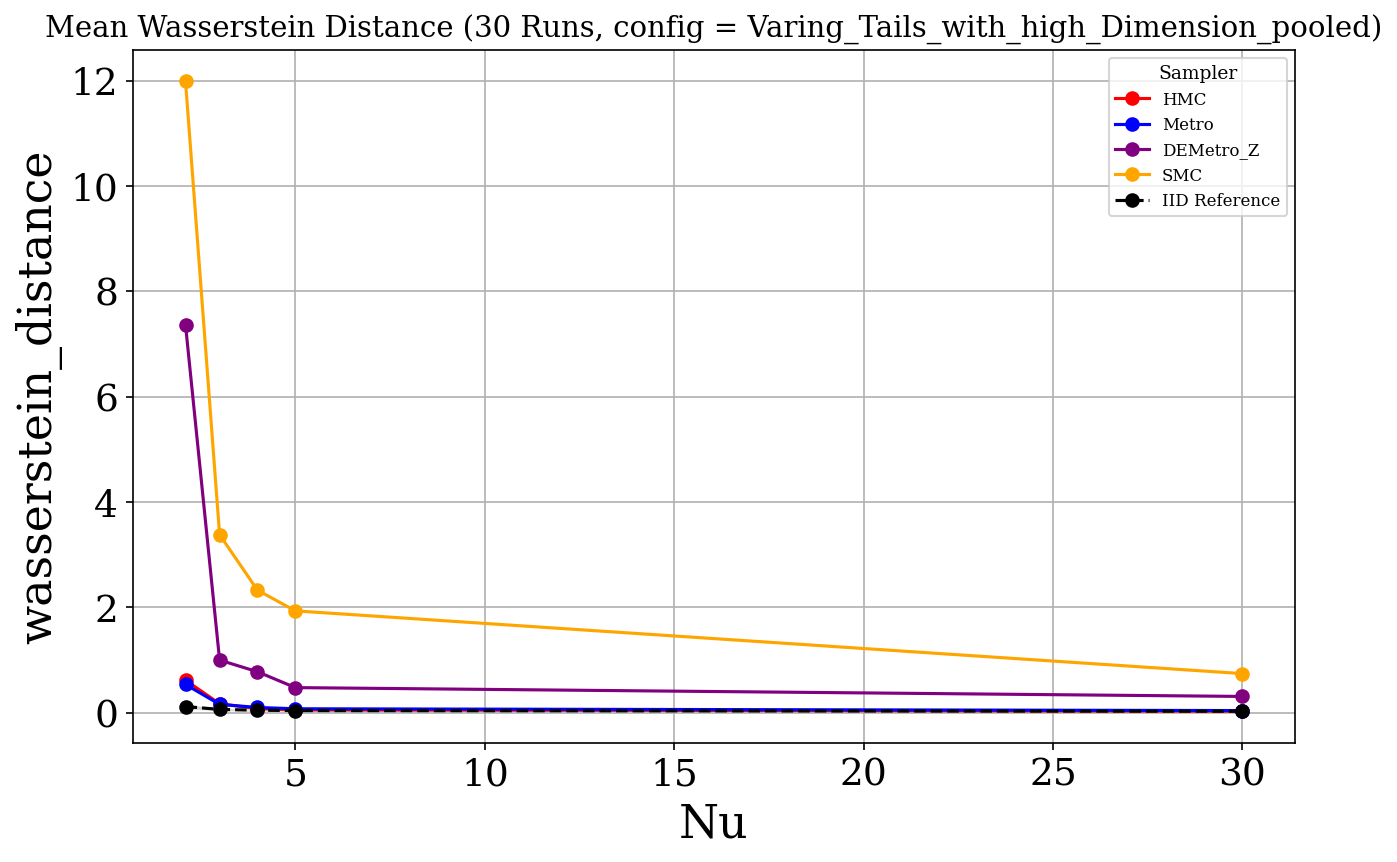 Mean Wasserstein Distance (30 Runs, config = Varing_Tails_with_high_Dimension_pooled)
Sampler
HMC
Metro
DEMetro_Z
SMC
IID Reference
wasserstein_distance
12
10
8
6
4
2
0
5 10 15 20 25 30
Nu